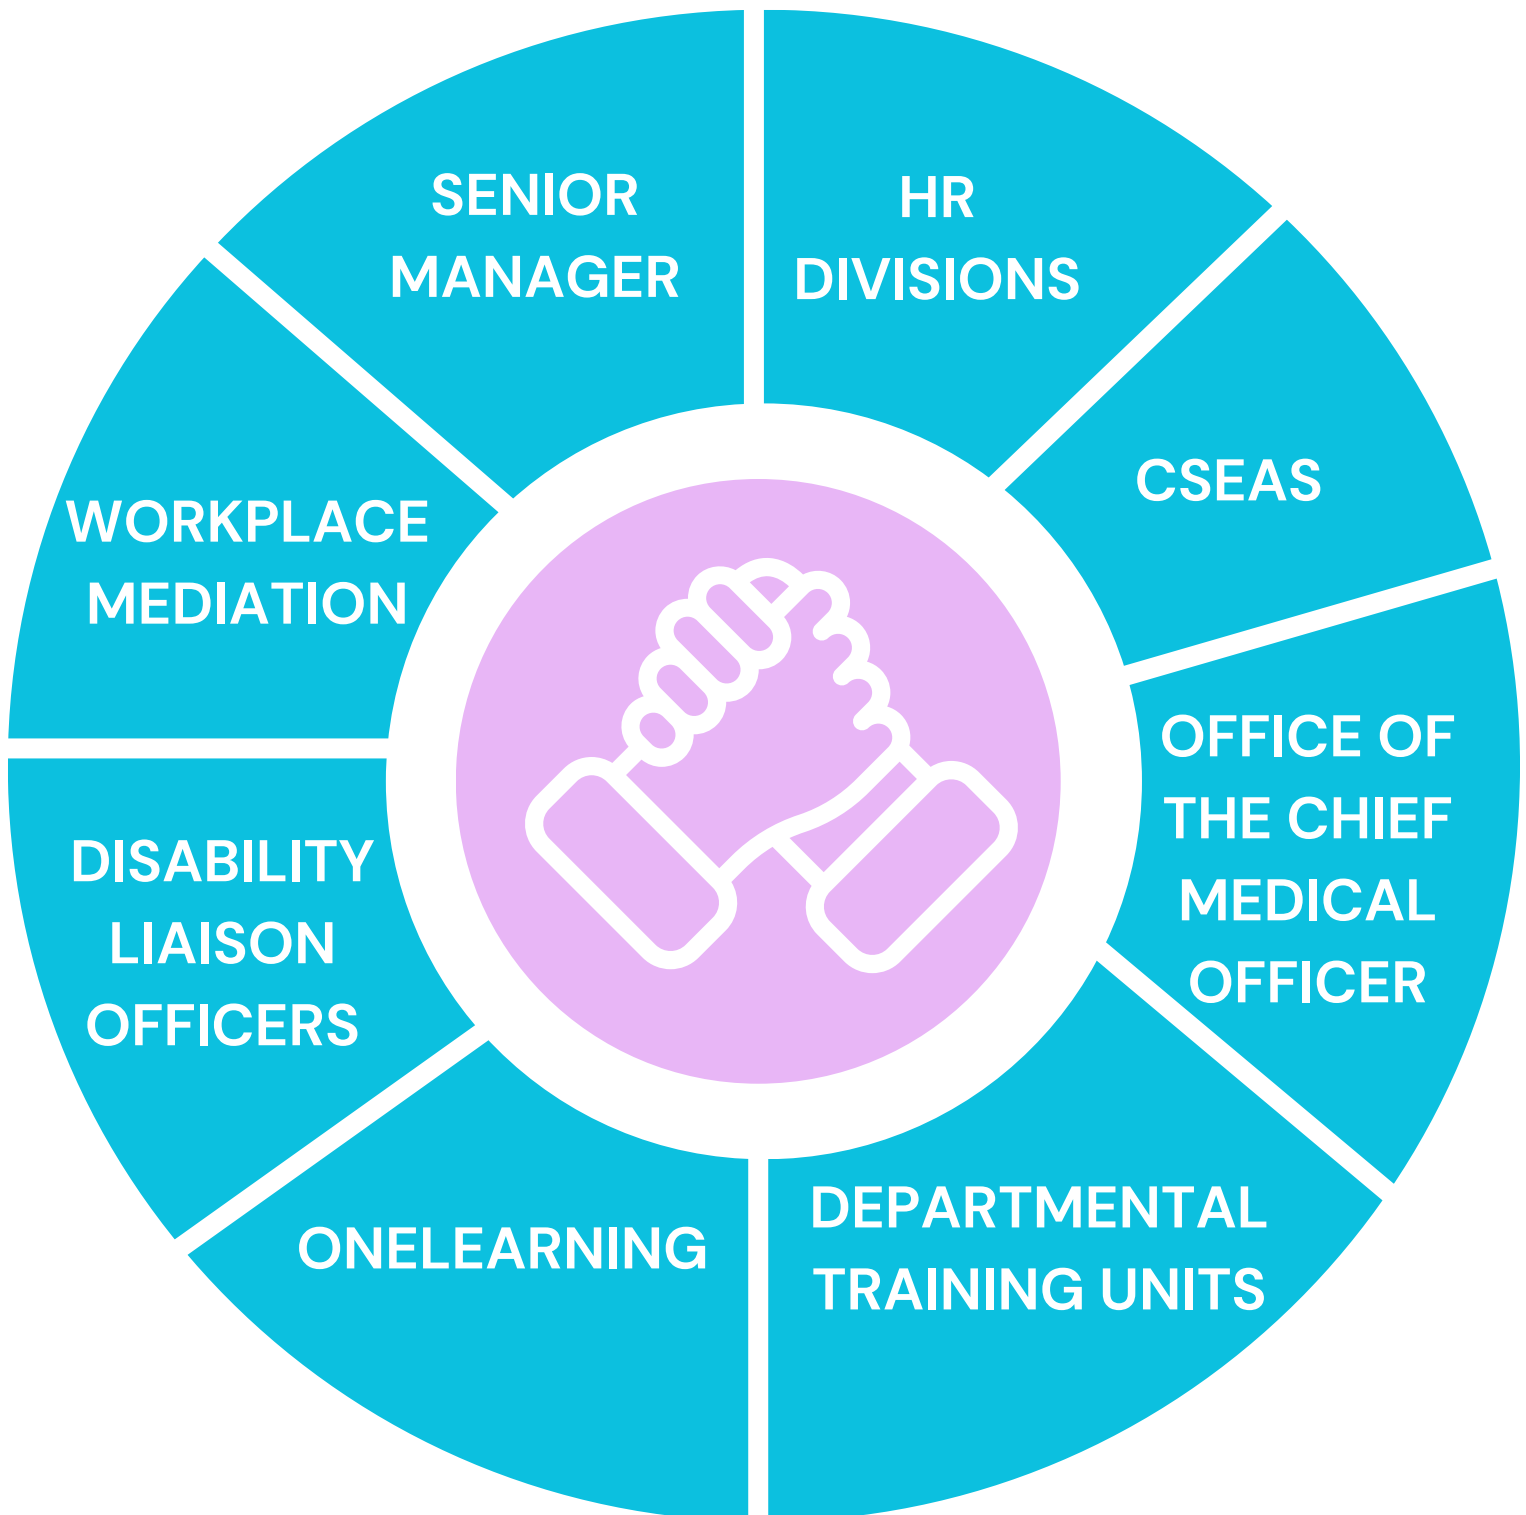 SENIOR
MANAGER
HR
DIVISIONS
CSEAS
OFFICE OF
THE CHIEF
MEDICAL
OFFICER
DEPARTMENTAL
TRAINING UNITS
ONELEARNING
DISABILITY
LIAISON
OFFICERS
WORKPLACE
MEDIATION